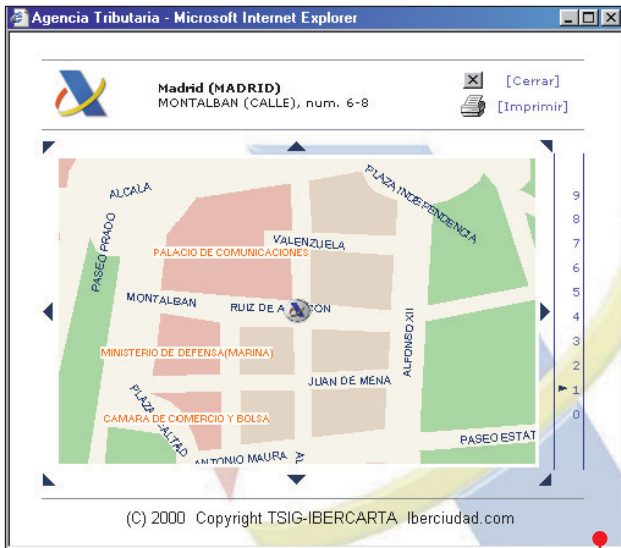 Agencia Tributaria - Microsoft Internet Explorer
Madrid (MADRID)
MONTALBAN (CALLE), num. 6-8
[Cerrar]
[Imprimir]
PLAZA INDEPENDENCIA
ALCALA
PASEO PRADO
VALENZUELA
PALACIO DE COMUNICACIONES
MONTALBAN
RUIZ DE A
CON
ALFONSO XII
MINISTERIO DE DEFENSA(MARINA)
JUAN DE MENA
PLAZA
ALTAD
CAMARA DE COMERCIO Y BOLSA
ANTONIO MAURA
AL
PASEO ESTAT
9
8
7
6
5
4
3
2
1
0
(C) 2000 Copyright TSIG-IBERCARTA Iberciudad.com